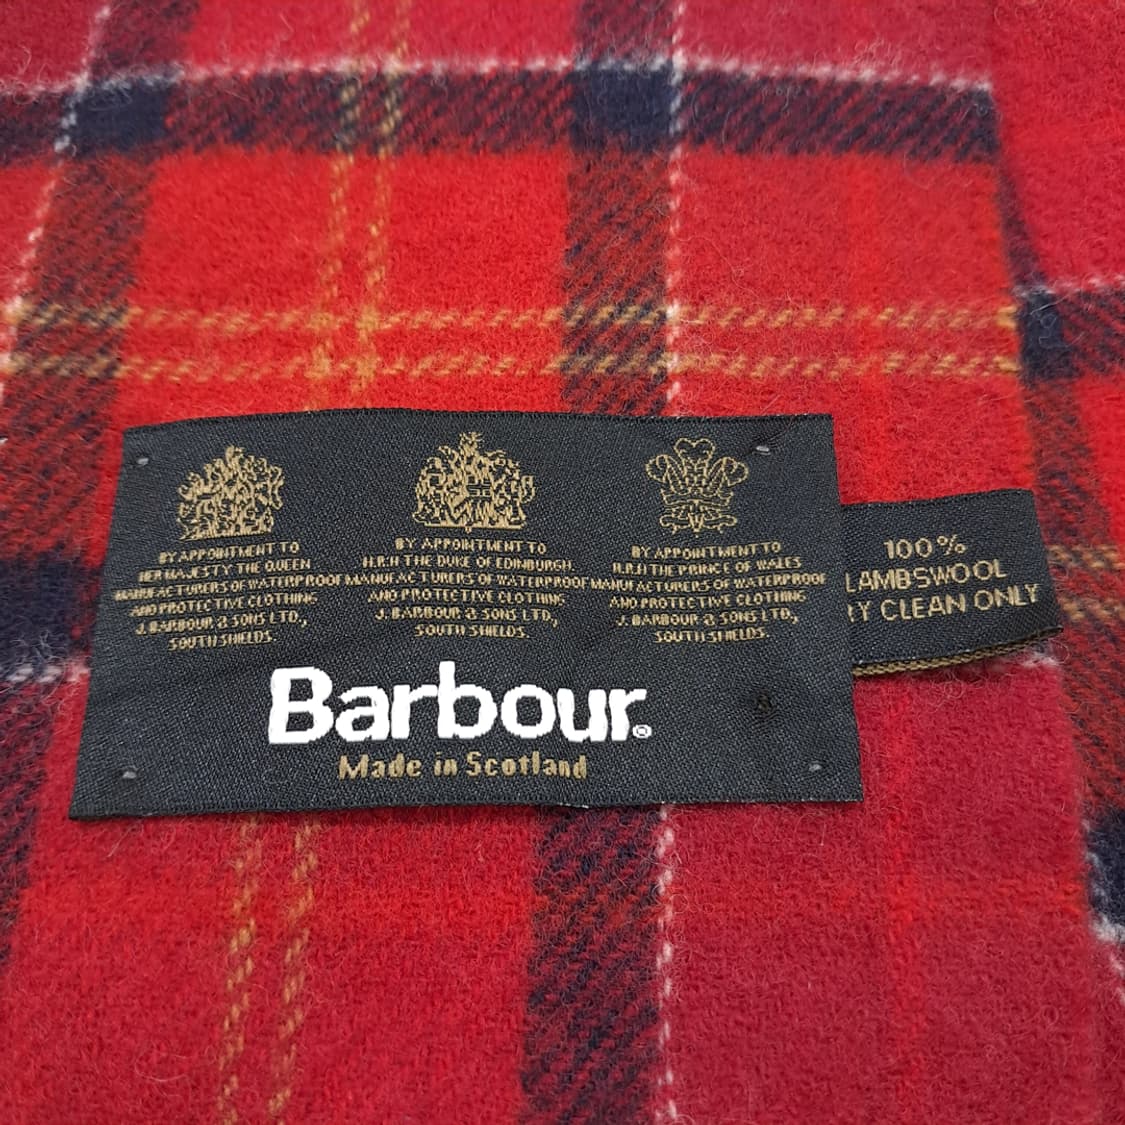 BY APPOINTMENT TO
HER MAJESTY THE QUEEN
MANUFACTURERS OF WATERPROOF
AND PROTECTIVE CLOTHING
J. BARBOUR & SONS LTD.,
SOUTH SHIELDS.
BY APPOINTMENT TO
H.R.H THE DUKE OF EDINBURGH.
MANUFACTURERS OF WATERPROOF
AND PROTECTIVE CLOTHING
J. BARBOUR & SONS LTD.,
SOUTH SHIELDS.
BY APPOINTMENT TO
H.R.H THE PRINCE OF WALES
MANUFACTURERS OF WATERPROOF
AND PROTECTIVE CLOTHING
J. BARBOUR & SONS LTD.,
SOUTH SHIELDS.
Barbour®
Made in Scotland
100%
LAMBSWOOL
RY CLEAN ONLY